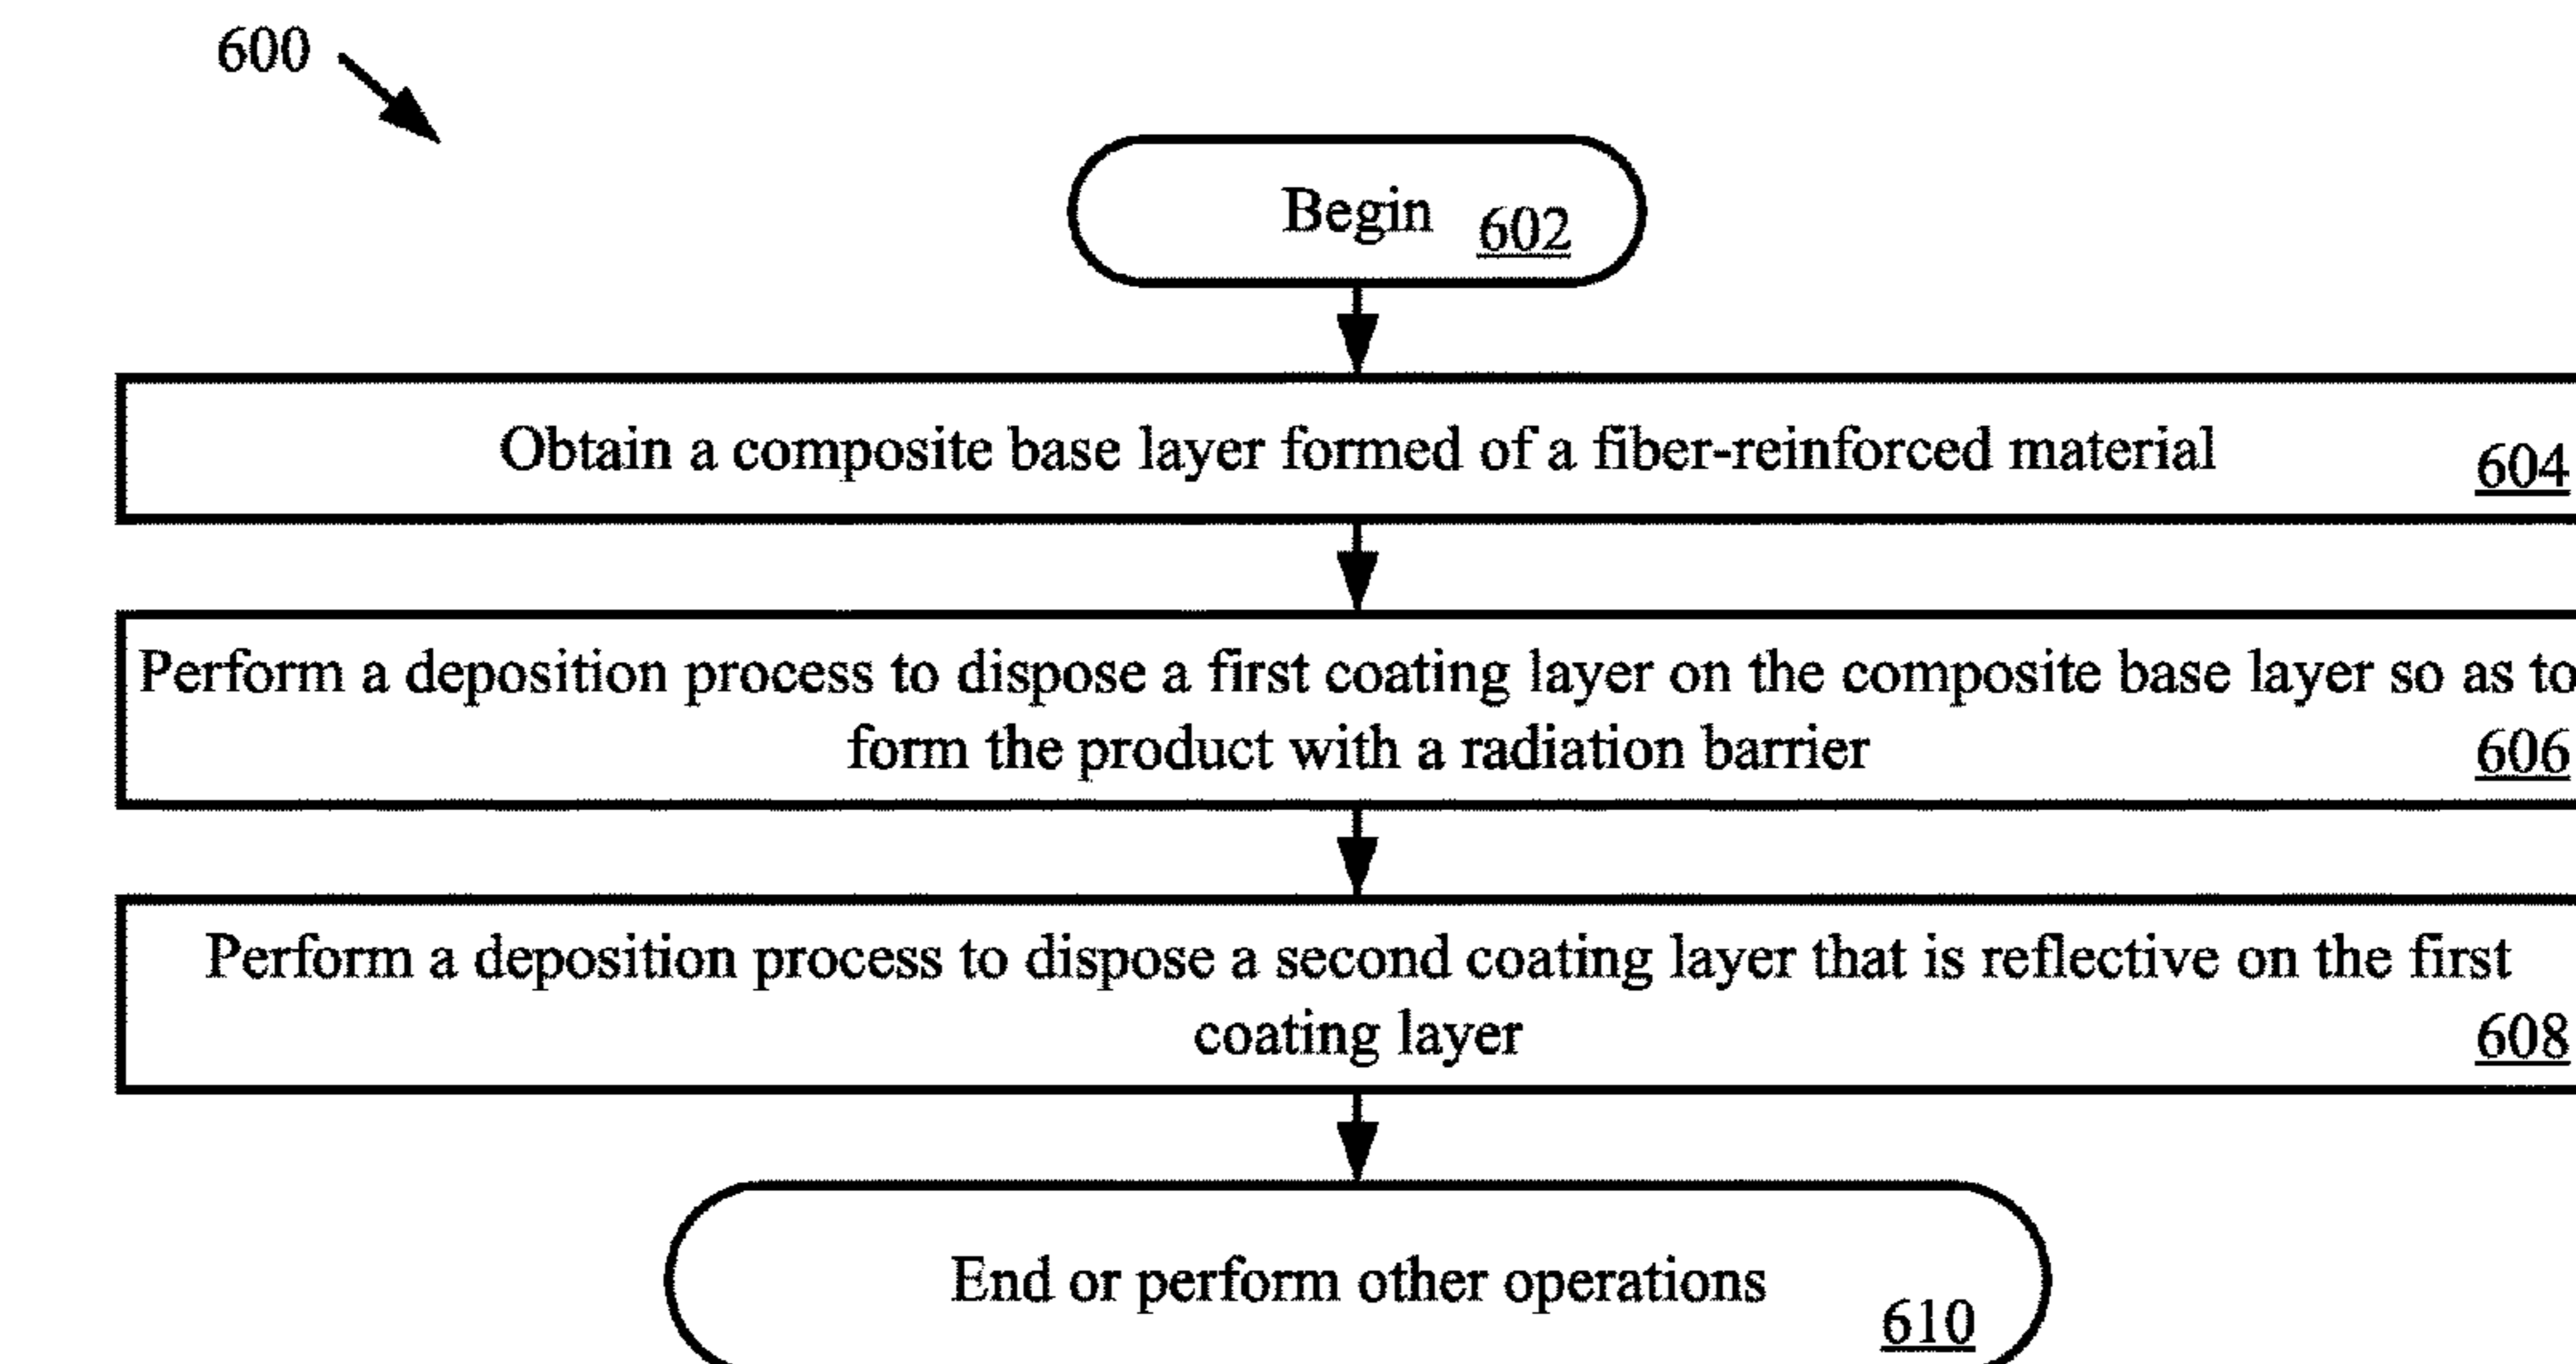 600
Begin 602
Obtain a composite base layer formed of a fiber-reinforced material 604
Perform a deposition process to dispose a first coating layer on the composite base layer so as to
form the product with a radiation barrier 606
Perform a deposition process to dispose a second coating layer that is reflective on the first
coating layer 608
End or perform other operations 610